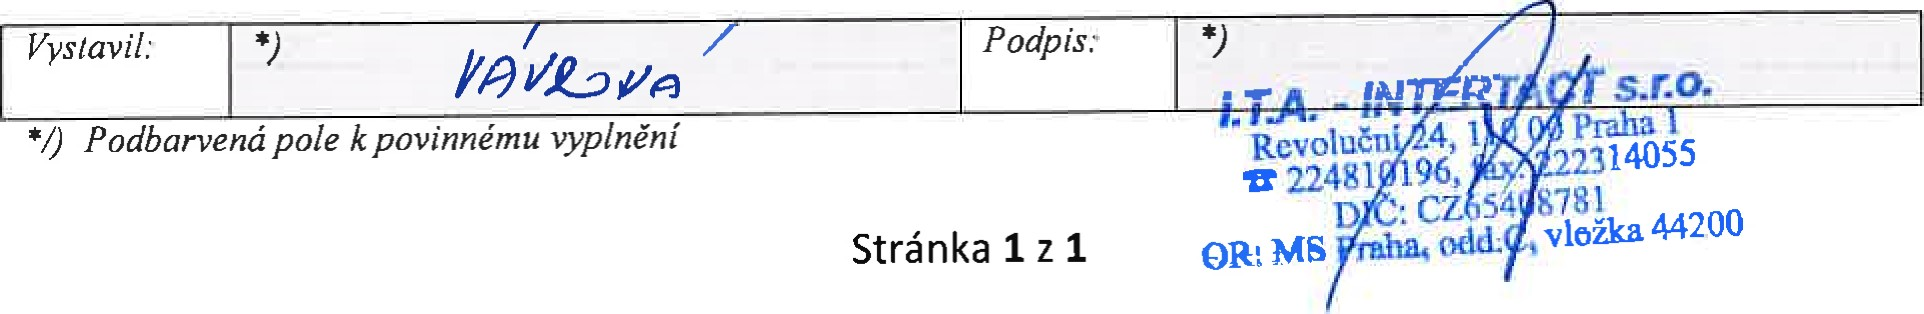 Vystavil: *) VÁVROVÁ Podpis: *)
I.T.A. - INTERTACT s.r.o.
*/) Podbarvená pole k povinnému vyplnění
Revoluční 24, 110 00 Praha 1
☎ 224810196, fax: 222314055
DIČ: CZ65408781
Stránka 1 z 1
OR: MS Praha, odd.C, vložka 44200